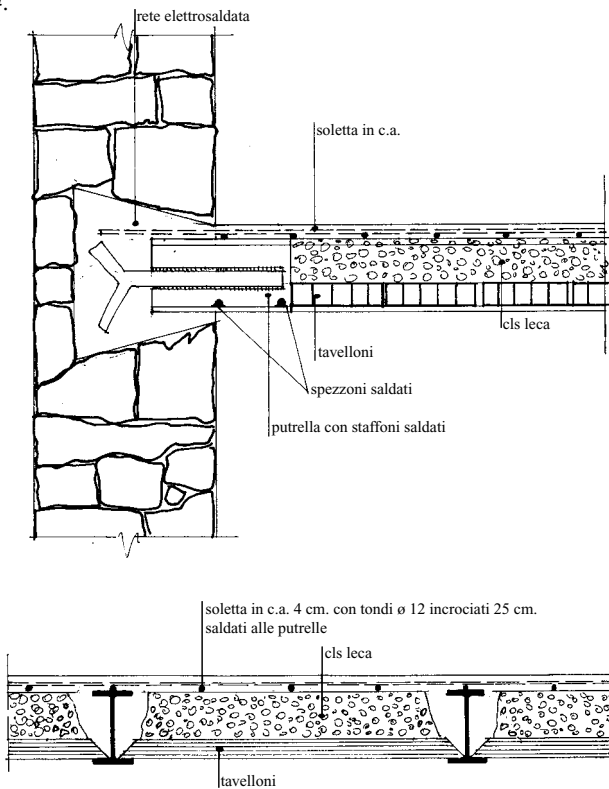 rete elettrosaldata
soletta in c.a.
cls leca
tavelloni
spezzoni saldati
putrella con staffoni saldati
soletta in c.a. 4 cm. con tondi ø 12 incrociati 25 cm.
saldati alle putrelle
cls leca
tavelloni